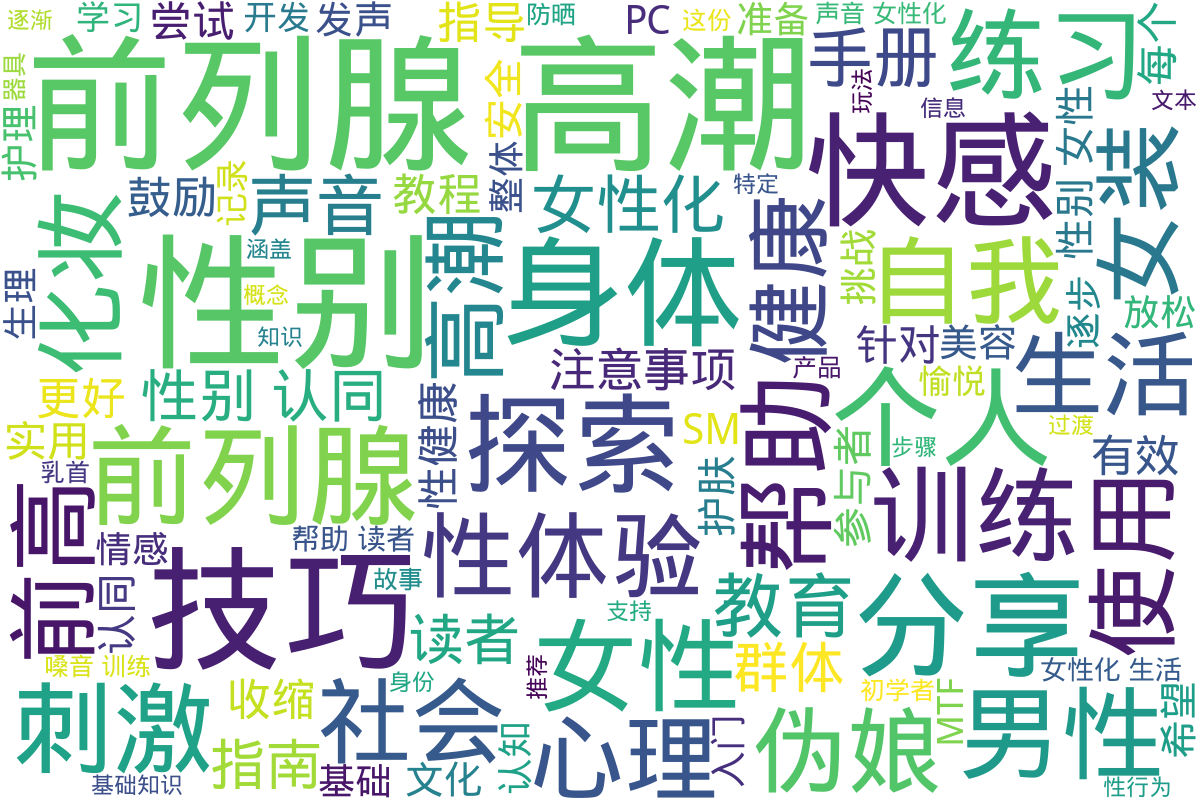 逐渐
学习
尝试
开发
发声
指导
防晒
PC
这份
准备
声音 女性化
每个
器具
前列腺 高潮
安全
手册
玩法
信息
练习
文本
护理
快感
女性
女装
鼓励
记录
声音
教程
整体
女性化
特定
化妆
性别
涵盖
概念
知识
高潮
身体
健康
挑战
自我
性别
逐步
放松
生理
注意事项
产品
针对
美容
生活
性别 认同
更好
实用
前列腺
性健康
探索
SM
护肤
帮助
个人
愉悦
过渡
步骤
参与者
有效
乳首
前高
情感
帮助 读者
故事
性体验
训练
使用
认同
技巧
读者
支持
教育
分享
嗓音 训练
女性
群体
初学者
女性化 生活
刺激
收缩
社会
身份
推荐
MTF
希望
指南
基础
文化
认知
心理
入门
伪娘
男性
基础知识
性行为